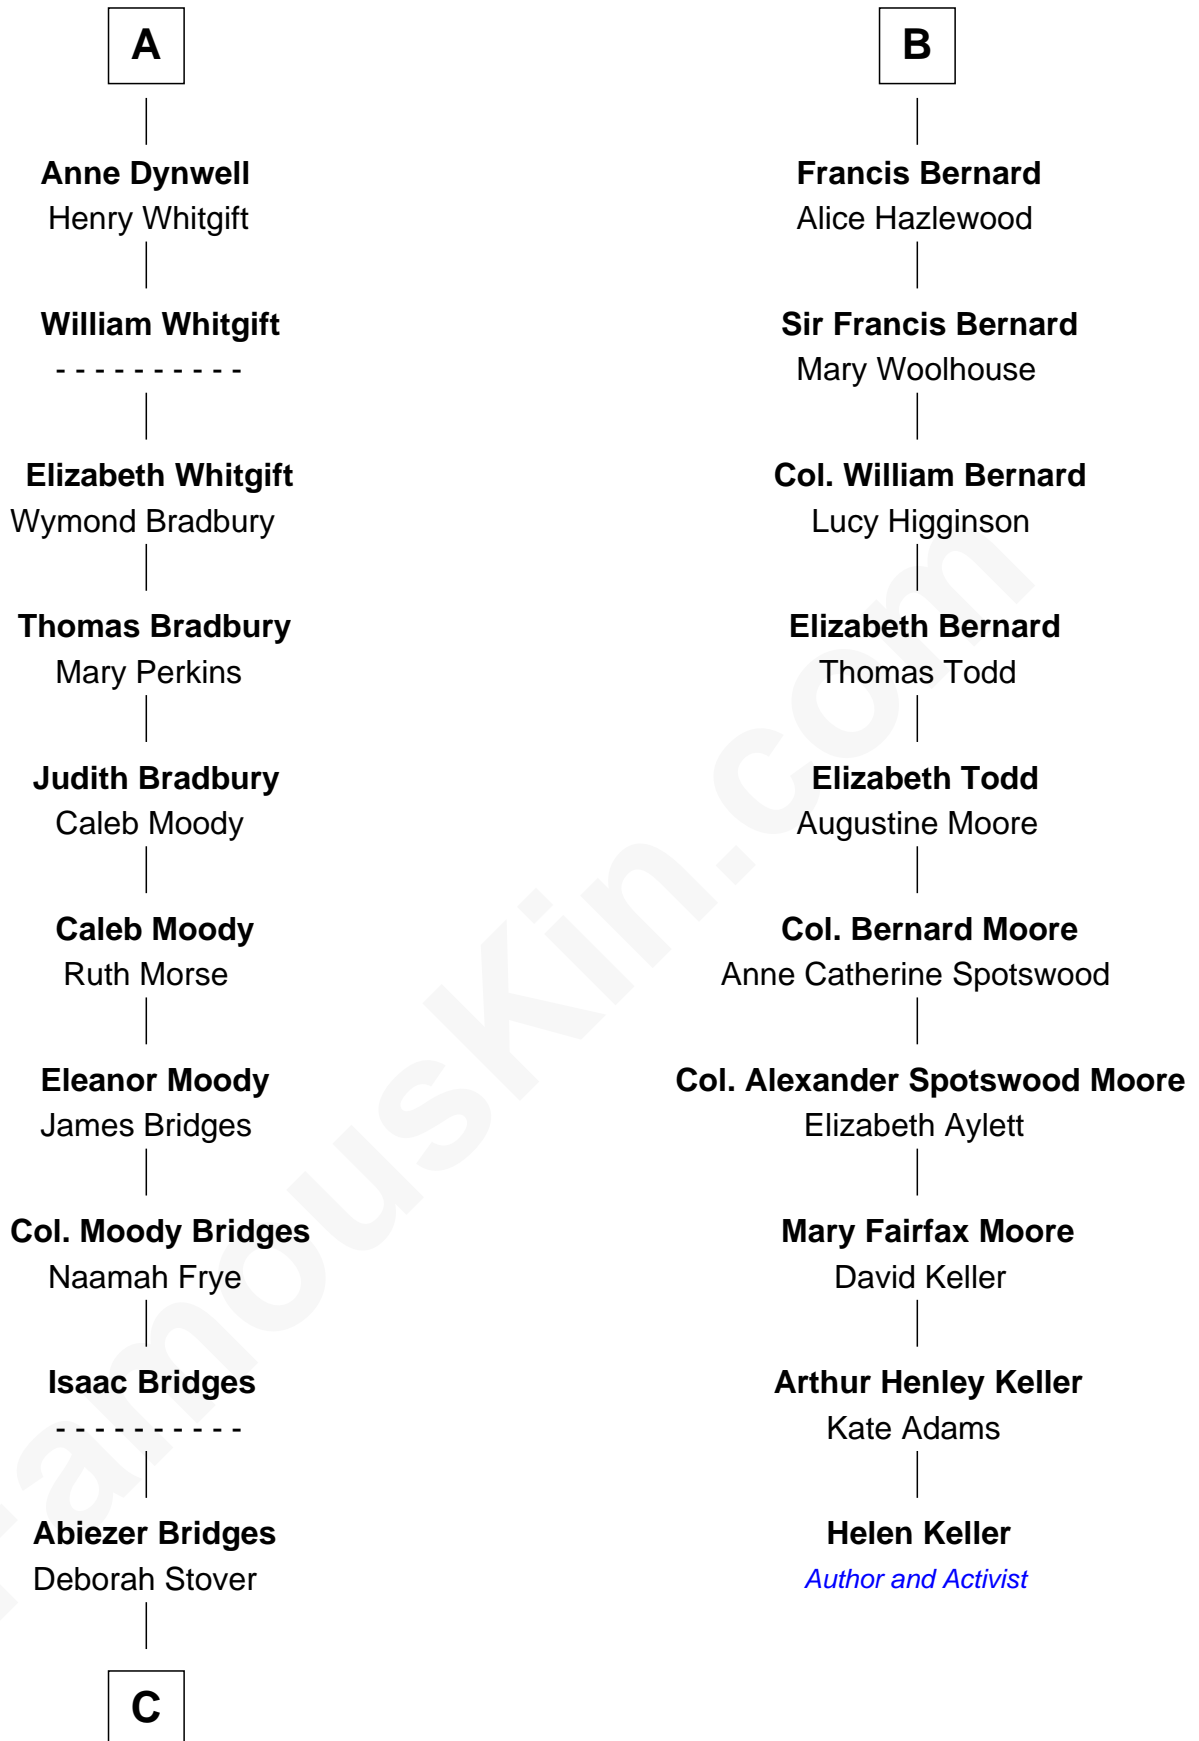 A
Anne Dynwell
Henry Whitgift
William Whitgift
- - - - - - - - - -
Elizabeth Whitgift
Wymond Bradbury
Thomas Bradbury
Mary Perkins
Judith Bradbury
Caleb Moody
Caleb Moody
Ruth Morse
Eleanor Moody
James Bridges
Col. Moody Bridges
Naamah Frye
Isaac Bridges
- - - - - - - - - -
Abiezer Bridges
Deborah Stover
C
B
Francis Bernard
Alice Hazlewood
Sir Francis Bernard
Mary Woolhouse
Col. William Bernard
Lucy Higginson
Elizabeth Bernard
Thomas Todd
Elizabeth Todd
Augustine Moore
Col. Bernard Moore
Anne Catherine Spotswood
Col. Alexander Spotswood Moore
Elizabeth Aylett
Mary Fairfax Moore
David Keller
Arthur Henley Keller
Kate Adams
Helen Keller
Author and Activist
FamousKin.com